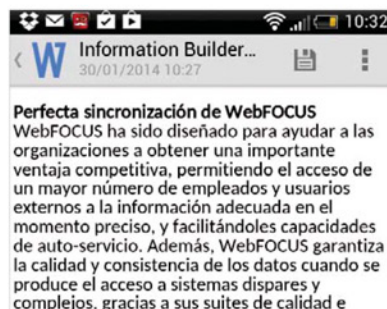 10:32
Information Builder...
30/01/2014 10:27
Perfecta sincronización de WebFOCUS
WebFOCUS ha sido diseñado para ayudar a las
organizaciones a obtener una importante
ventaja competitiva, permitiendo el acceso de
un mayor número de empleados y usuarios
externos a la información adecuada en el
momento preciso, y facilitándoles capacidades
de auto-servicio. Además, WebFOCUS garantiza
la calidad y consistencia de los datos cuando se
produce el acceso a sistemas dispares y
complejos, gracias a sus suites de calidad e